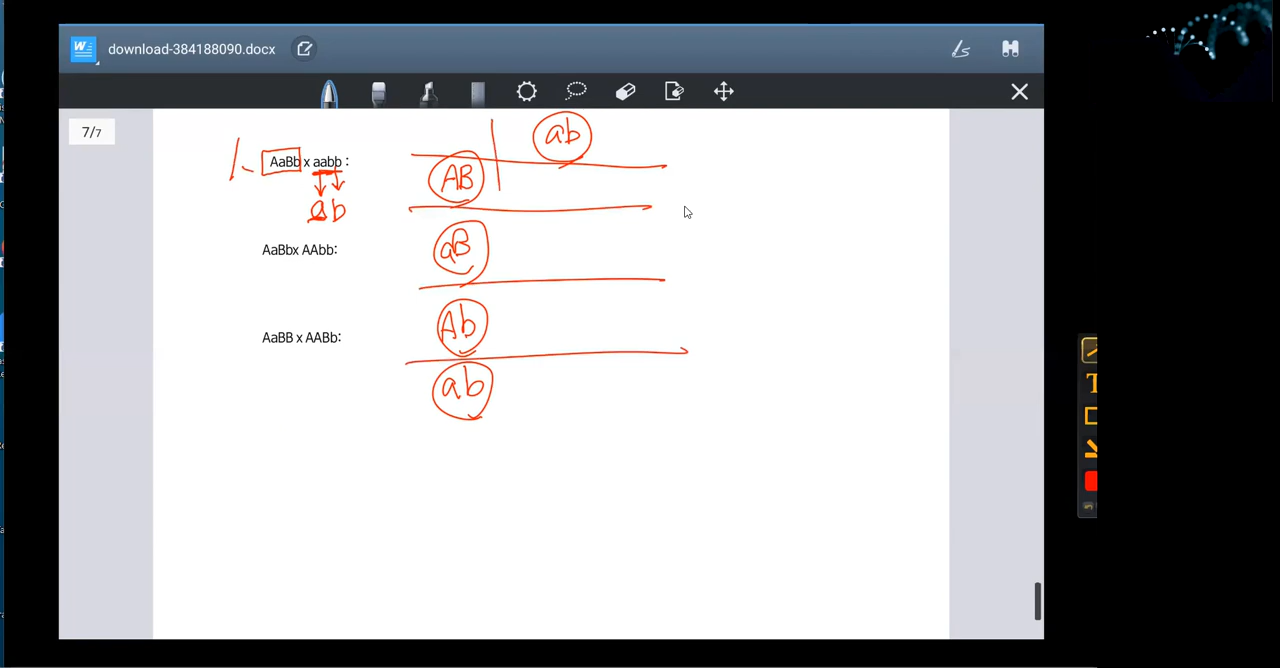 download-384188090.docx
7/7
1. AaBb x aabb :
ab
AaBbx AAbb:
AaBB x AABb:
ab
AB
aB
Ab
ab
T